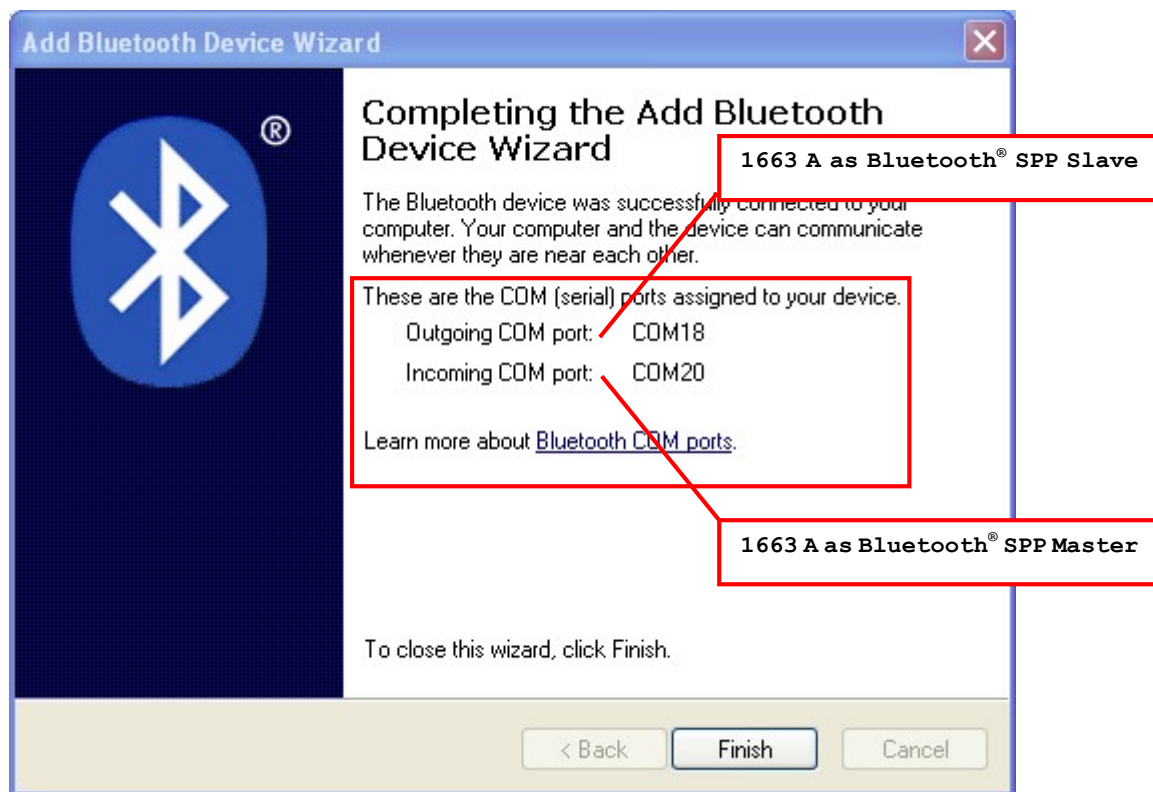 Add Bluetooth Device Wizard
®
Completing the Add Bluetooth
Device Wizard
1663 A as Bluetooth® SPP Slave
The Bluetooth device was successfully connected to your
computer. Your computer and the device can communicate
whenever they are near each other.
These are the COM (serial) ports assigned to your device.
Outgoing COM port: COM18
Incoming COM port: COM20
Learn more about Bluetooth COM ports.
1663 A as Bluetooth® SPP Master
To close this wizard, click Finish.
< Back Finish Cancel